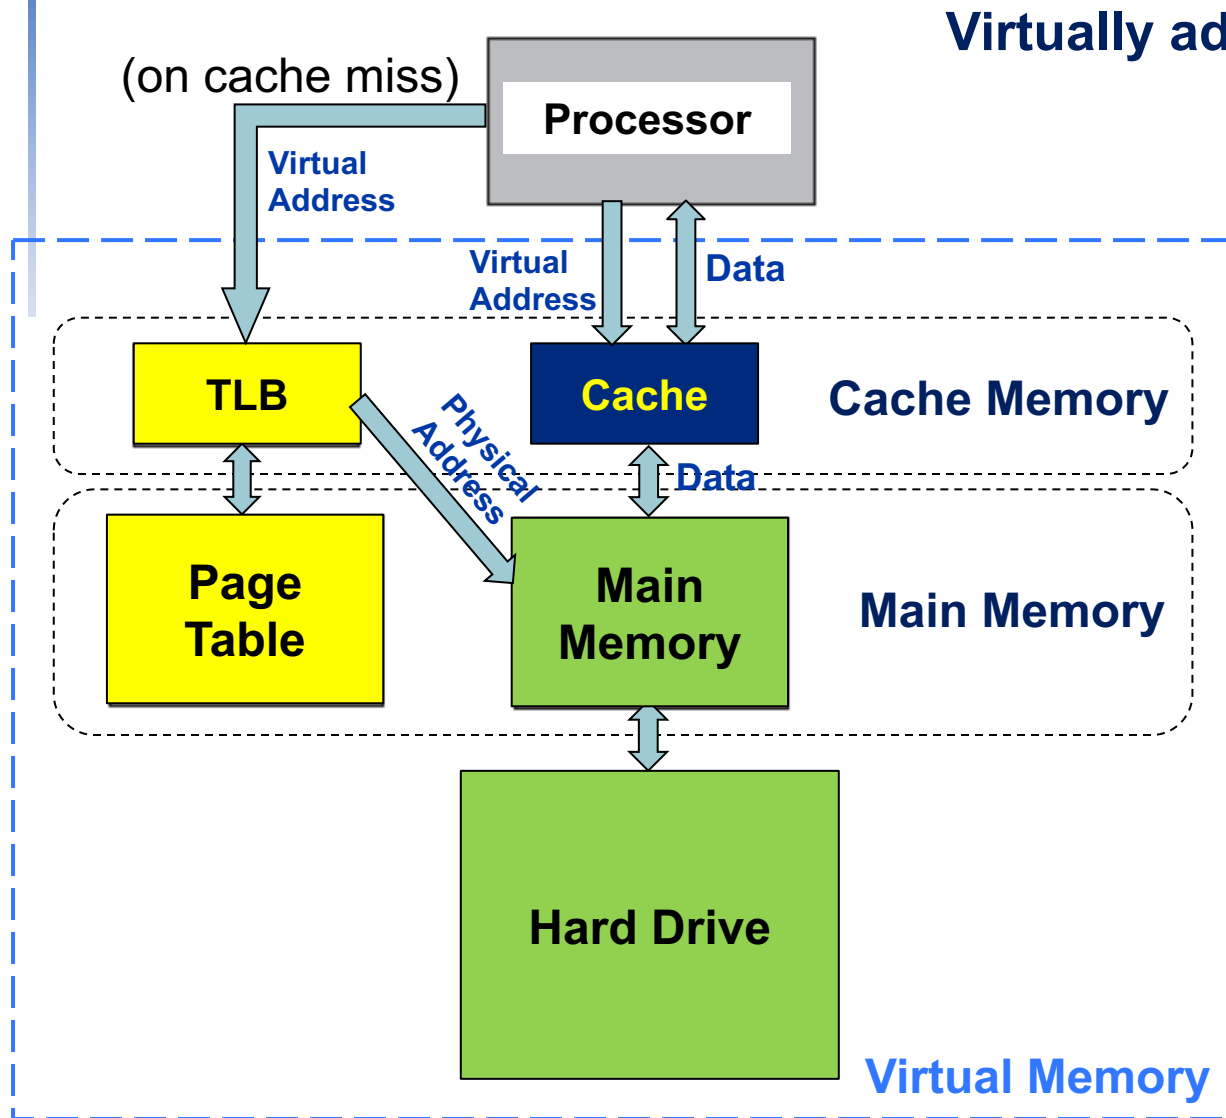 Virtually ad
(on cache miss)
Processor
Virtual
Address
Virtual
Address
Data
TLB
Cache
Cache Memory
Physical
Address
Data
Page
Table
Main
Memory
Main Memory
Hard Drive
Virtual Memory